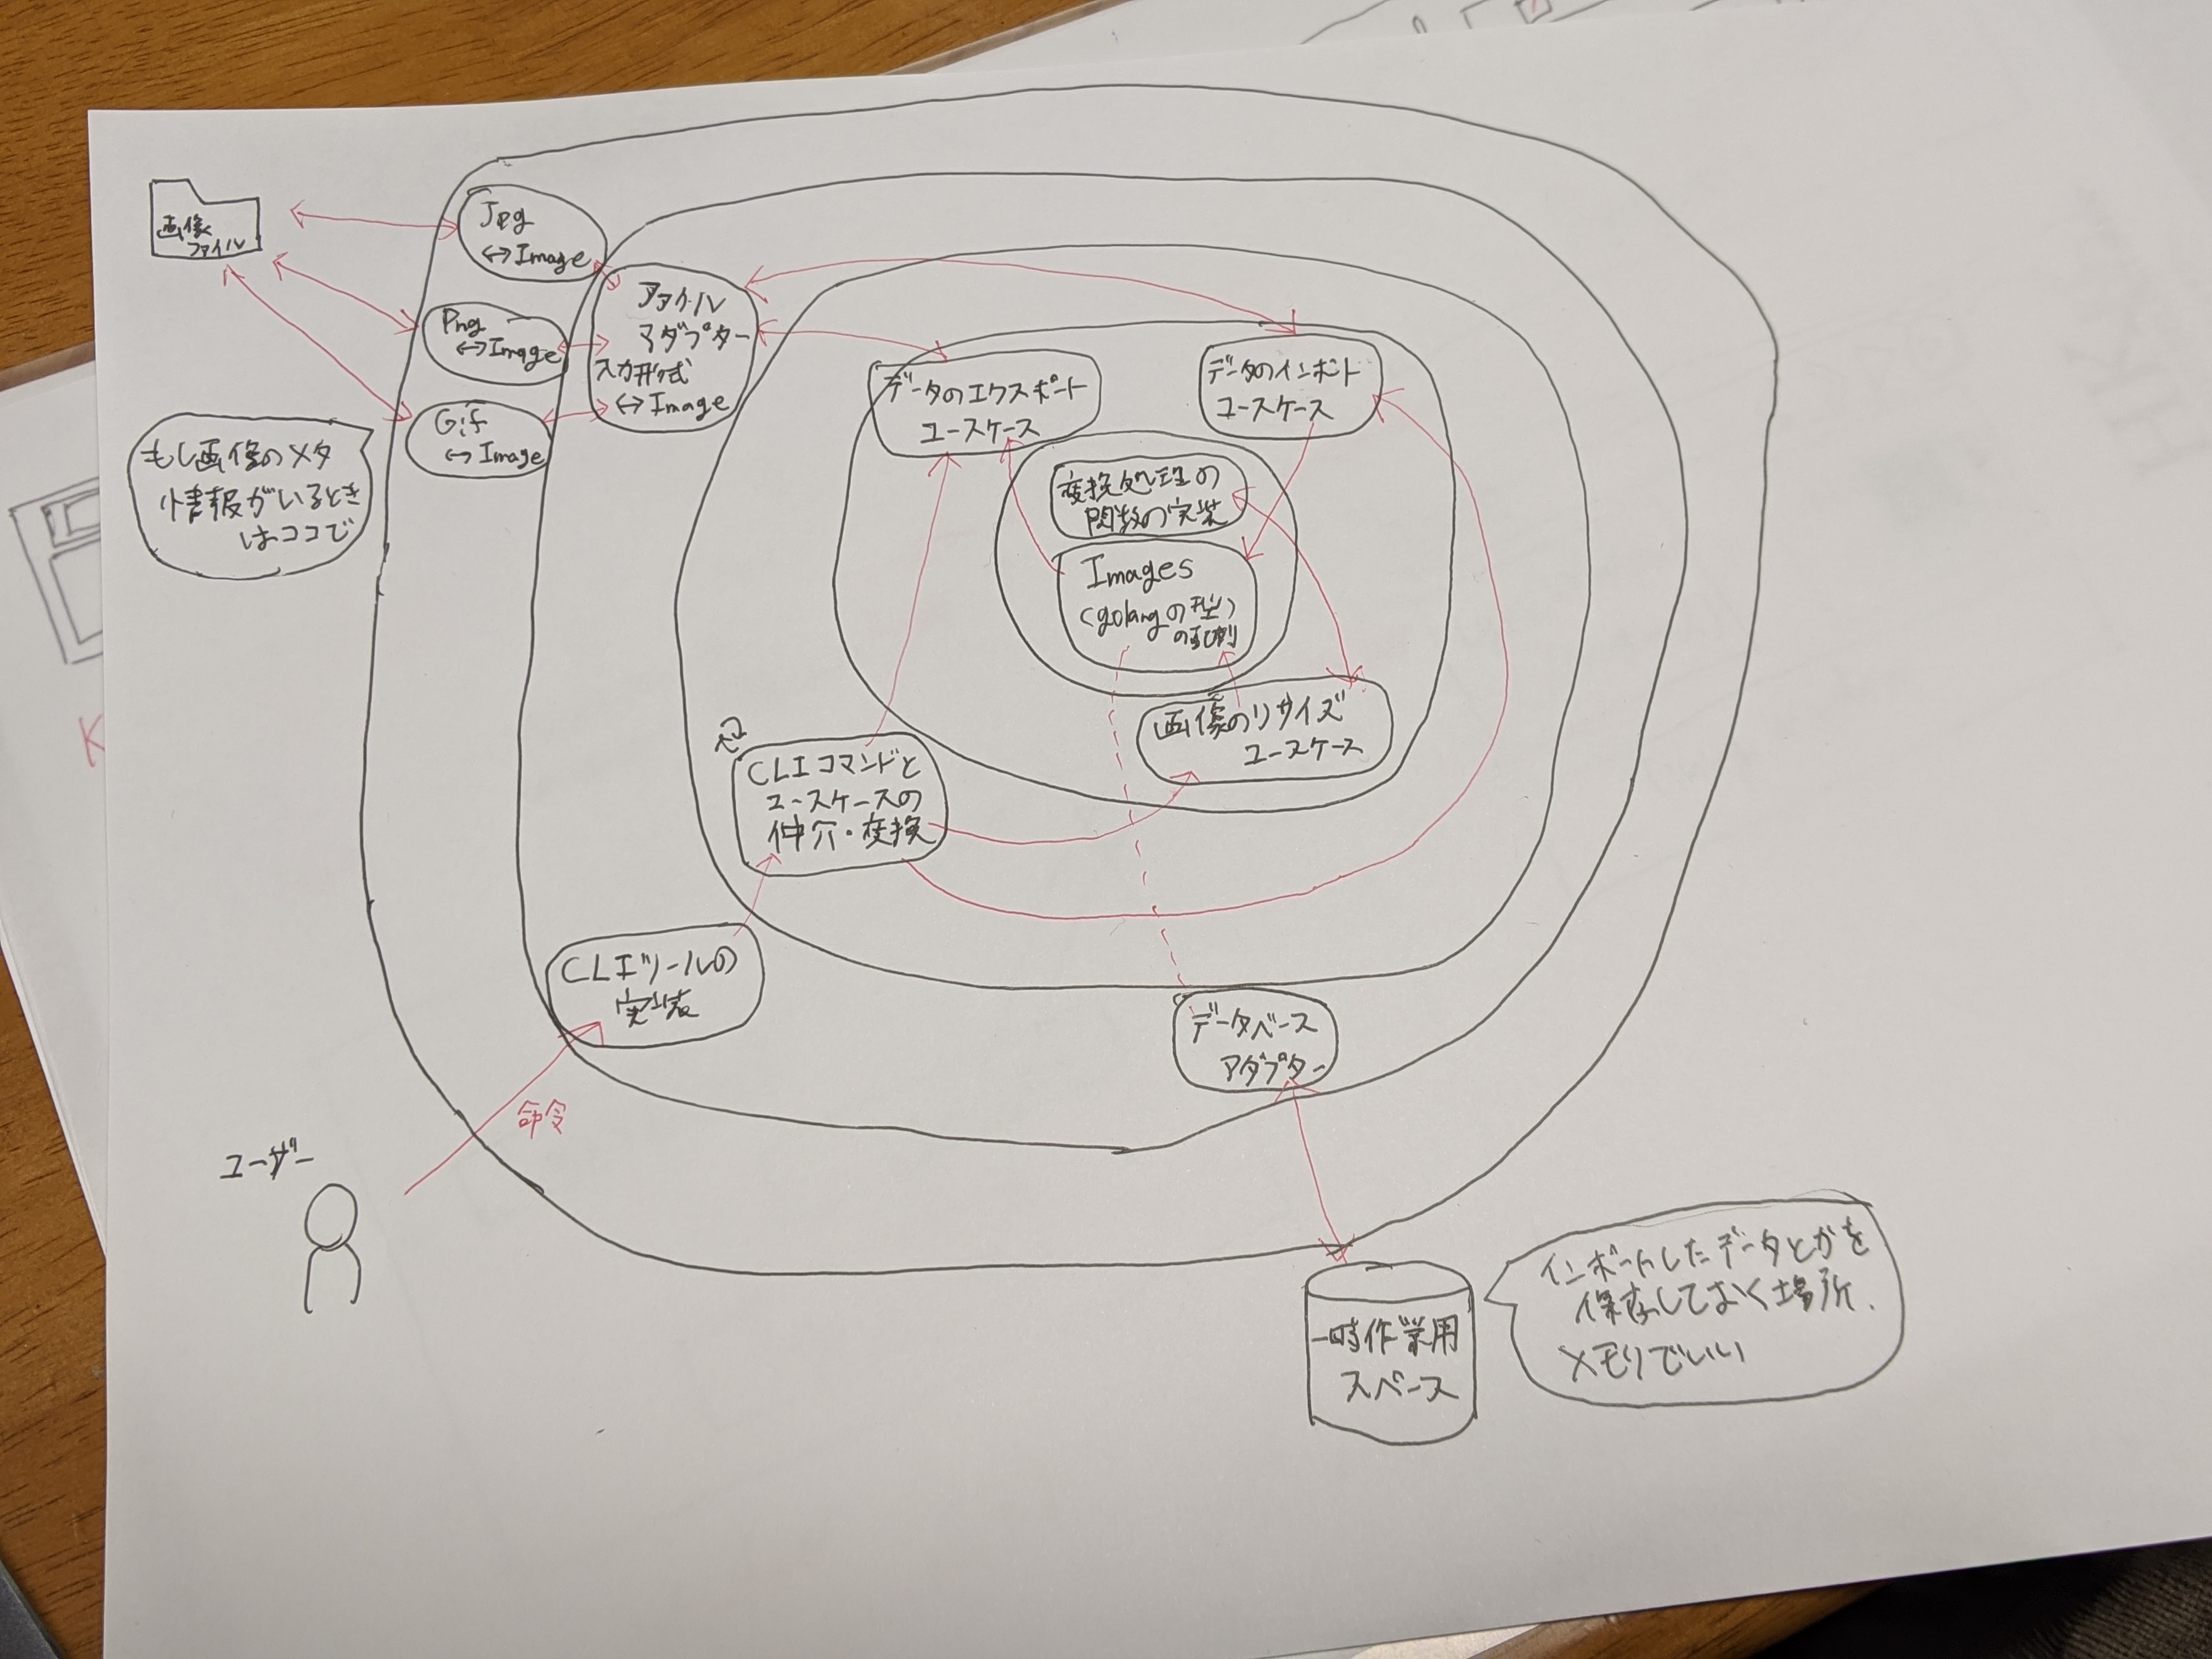 画像
ファイル
Jpg
↔Image
Png
↔Image
Gif
↔Image
もし画像のメタ
情報がいるとき
はココで
ファイル
アダプター
入力形式
↔Image
データのエクスポート
ユースケース
データのインポート
ユースケース
変換処理の
関数の実装
Images
(golangの型)
の配列
画像のリサイズ
ユースケース
CLIコマンドと
ユースケースの
仲介・変換
CLIツールの
実装
命令
ユーザー
データベース
アダプター
一時作業用
スペース
インポートしたデータとかを
保存しておく場所.
メモリでいい
K